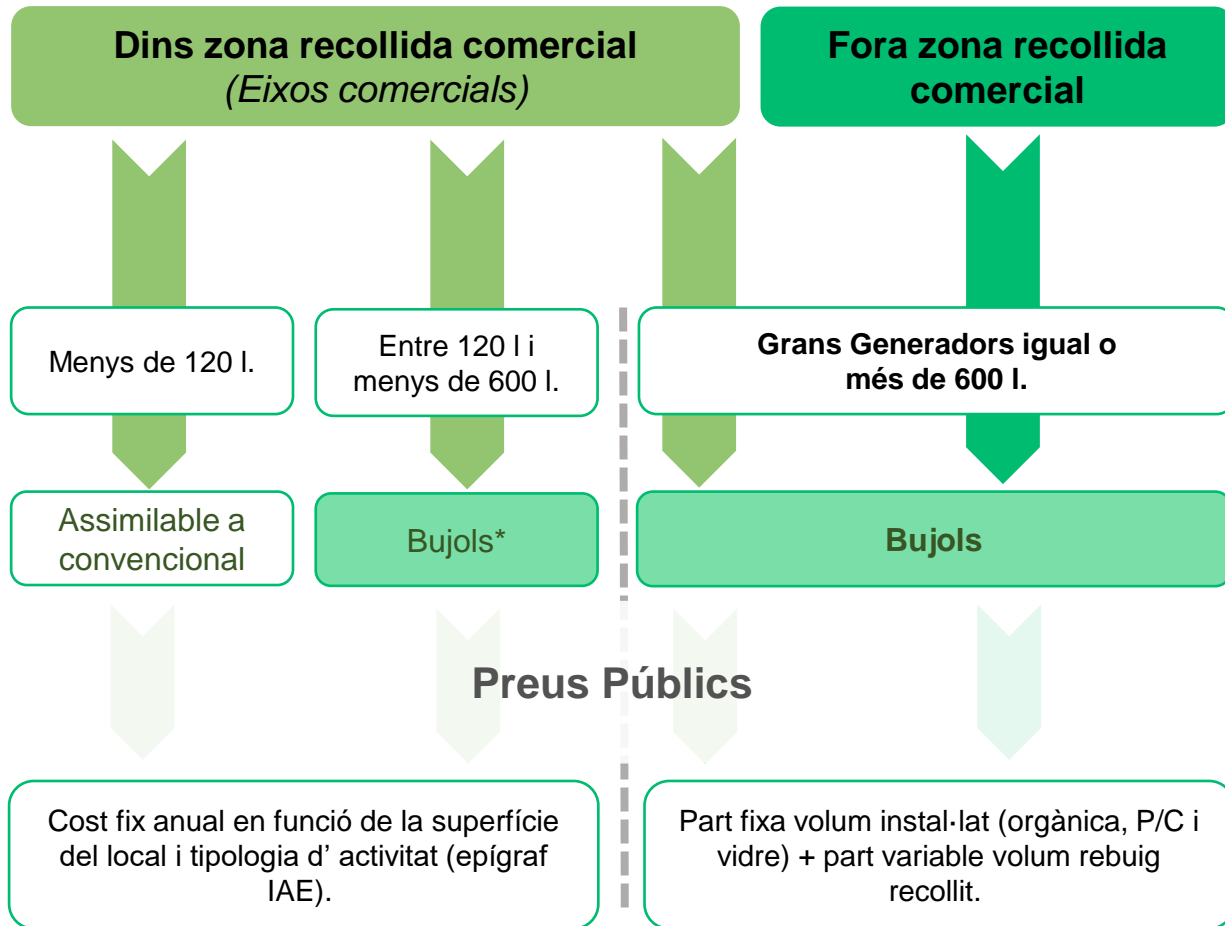 Dins zona recollida comercial
(Eixos comercials)
Fora zona recollida
comercial
Menys de 120 l.
Entre 120 l i
menys de 600 l.
Grans Generadors igual o
més de 600 l.
Assimilable a
convencional
Bujols*
Bujols
Preus Públics
Cost fix anual en funció de la superfície
del local i tipologia d’ activitat (epígraf
IAE).
Part fixa volum instal·lat (orgànica, P/C i
vidre) + part variable volum rebuig
recollit.